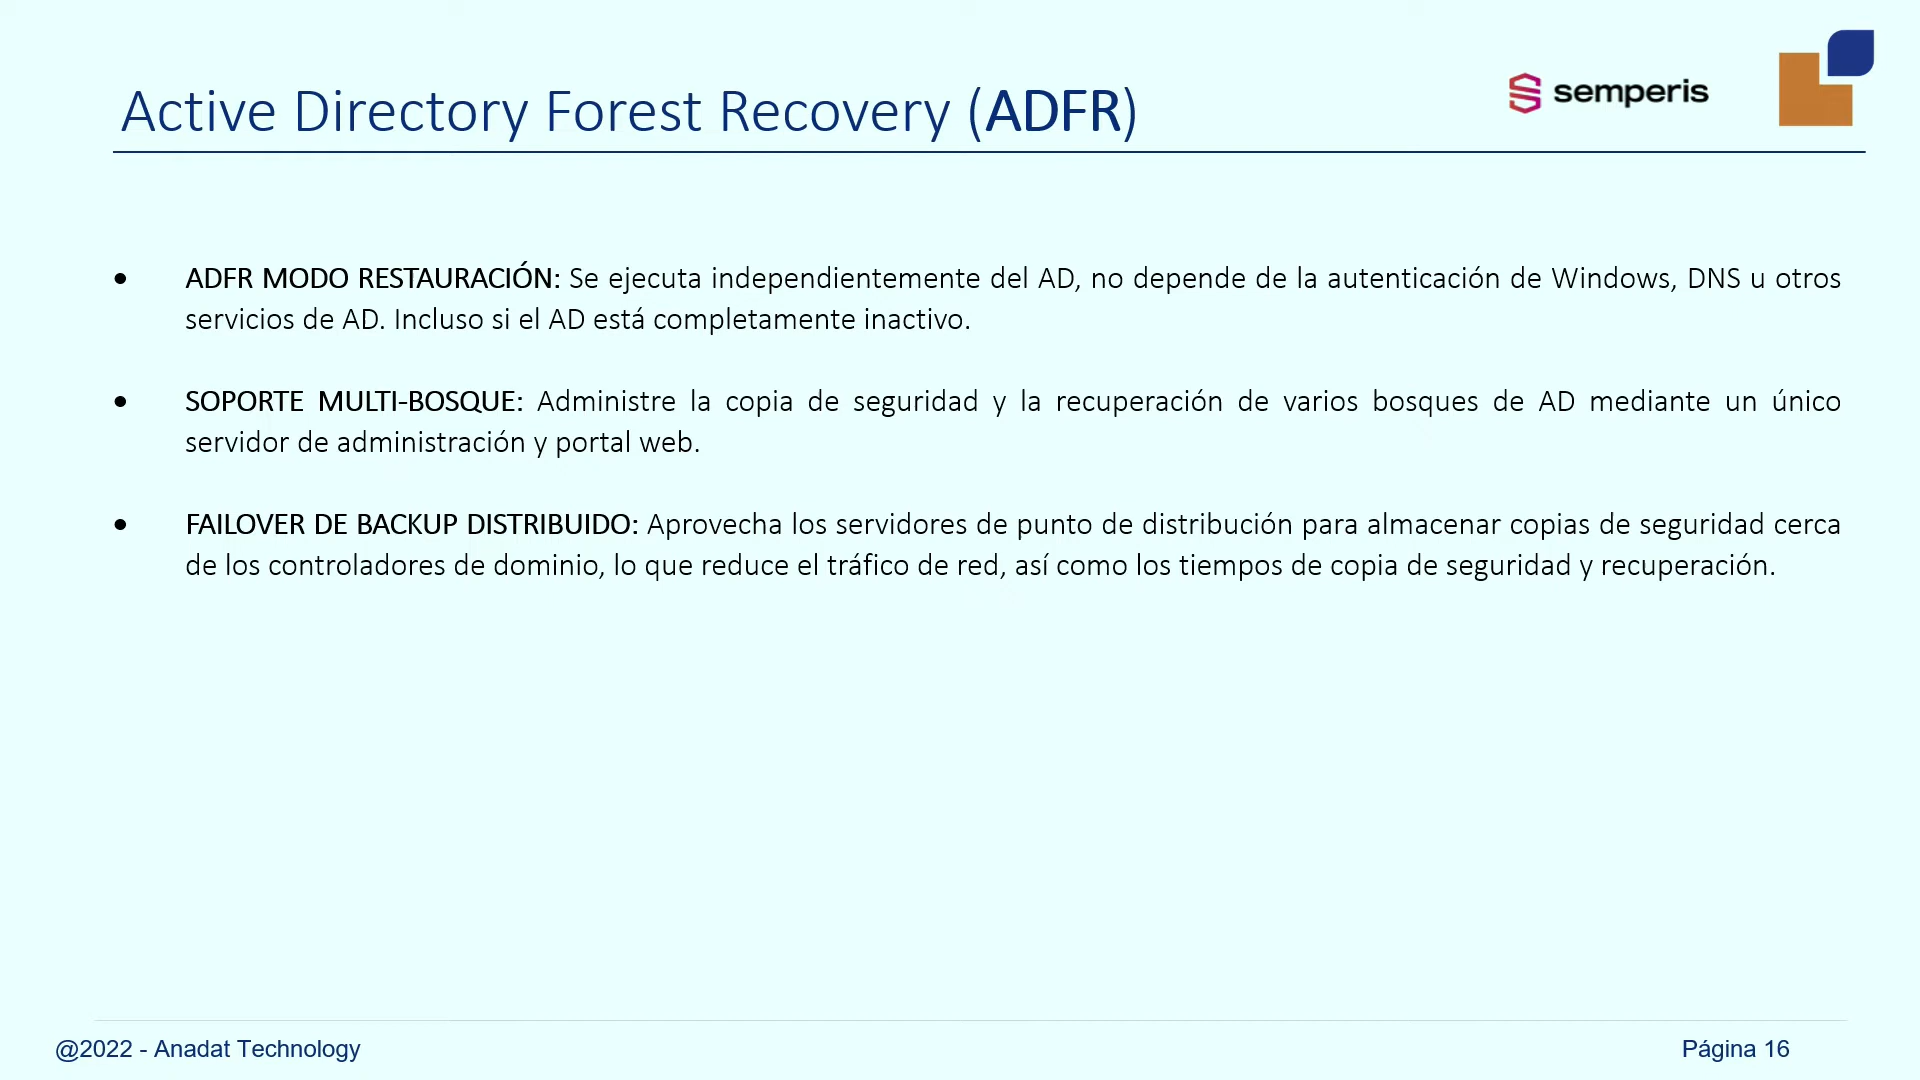 Active Directory Forest Recovery (ADFR)
semperis
• ADFR MODO RESTAURACIÓN: Se ejecuta independientemente del AD, no depende de la autenticación de Windows, DNS u otros
servicios de AD. Incluso si el AD está completamente inactivo.
• SOPORTE MULTI-BOSQUE: Administre la copia de seguridad y la recuperación de varios bosques de AD mediante un único
servidor de administración y portal web.
• FAILOVER DE BACKUP DISTRIBUIDO: Aprovecha los servidores de punto de distribución para almacenar copias de seguridad cerca
de los controladores de dominio, lo que reduce el tráfico de red, así como los tiempos de copia de seguridad y recuperación.
@2022 - Anadat Technology
Página 16